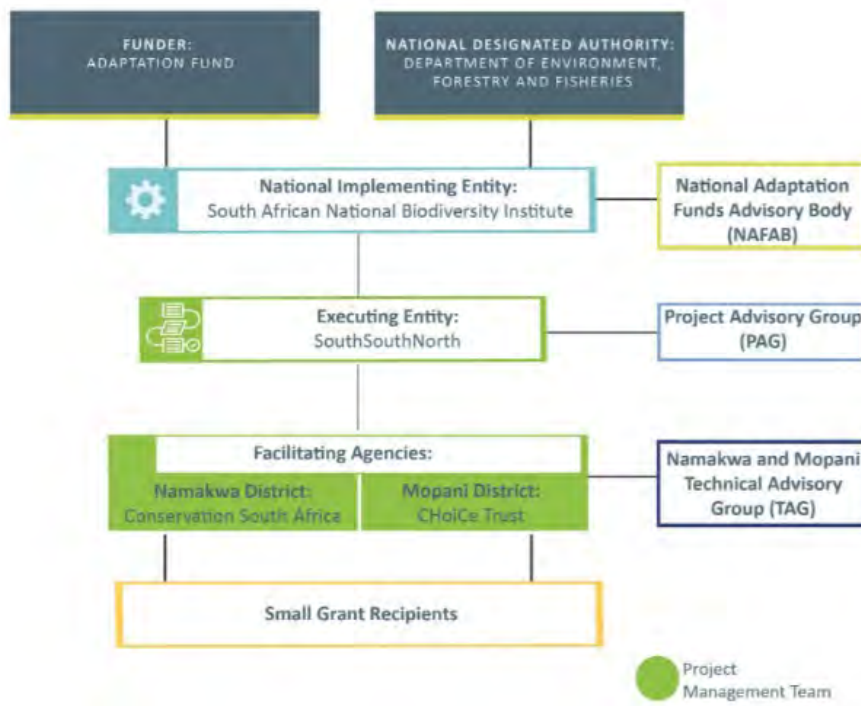 FUNDER:
ADAPTATION FUND
NATIONAL DESIGNATED AUTHORITY:
DEPARTMENT OF ENVIRONMENT,
FORESTRY AND FISHERIES
National Implementing Entity:
South African National Biodiversity Institute
National Adaptation
Funds Advisory Body
(NAFAB)
Executing Entity:
SouthSouthNorth
Project Advisory Group
(PAG)
Facilitating Agencies:
Namakwa District:
Conservation South Africa
Mopani District:
CHoiCe Trust
Namakwa and Mopani
Technical Advisory
Group (TAG)
Small Grant Recipients
Project
Management Team